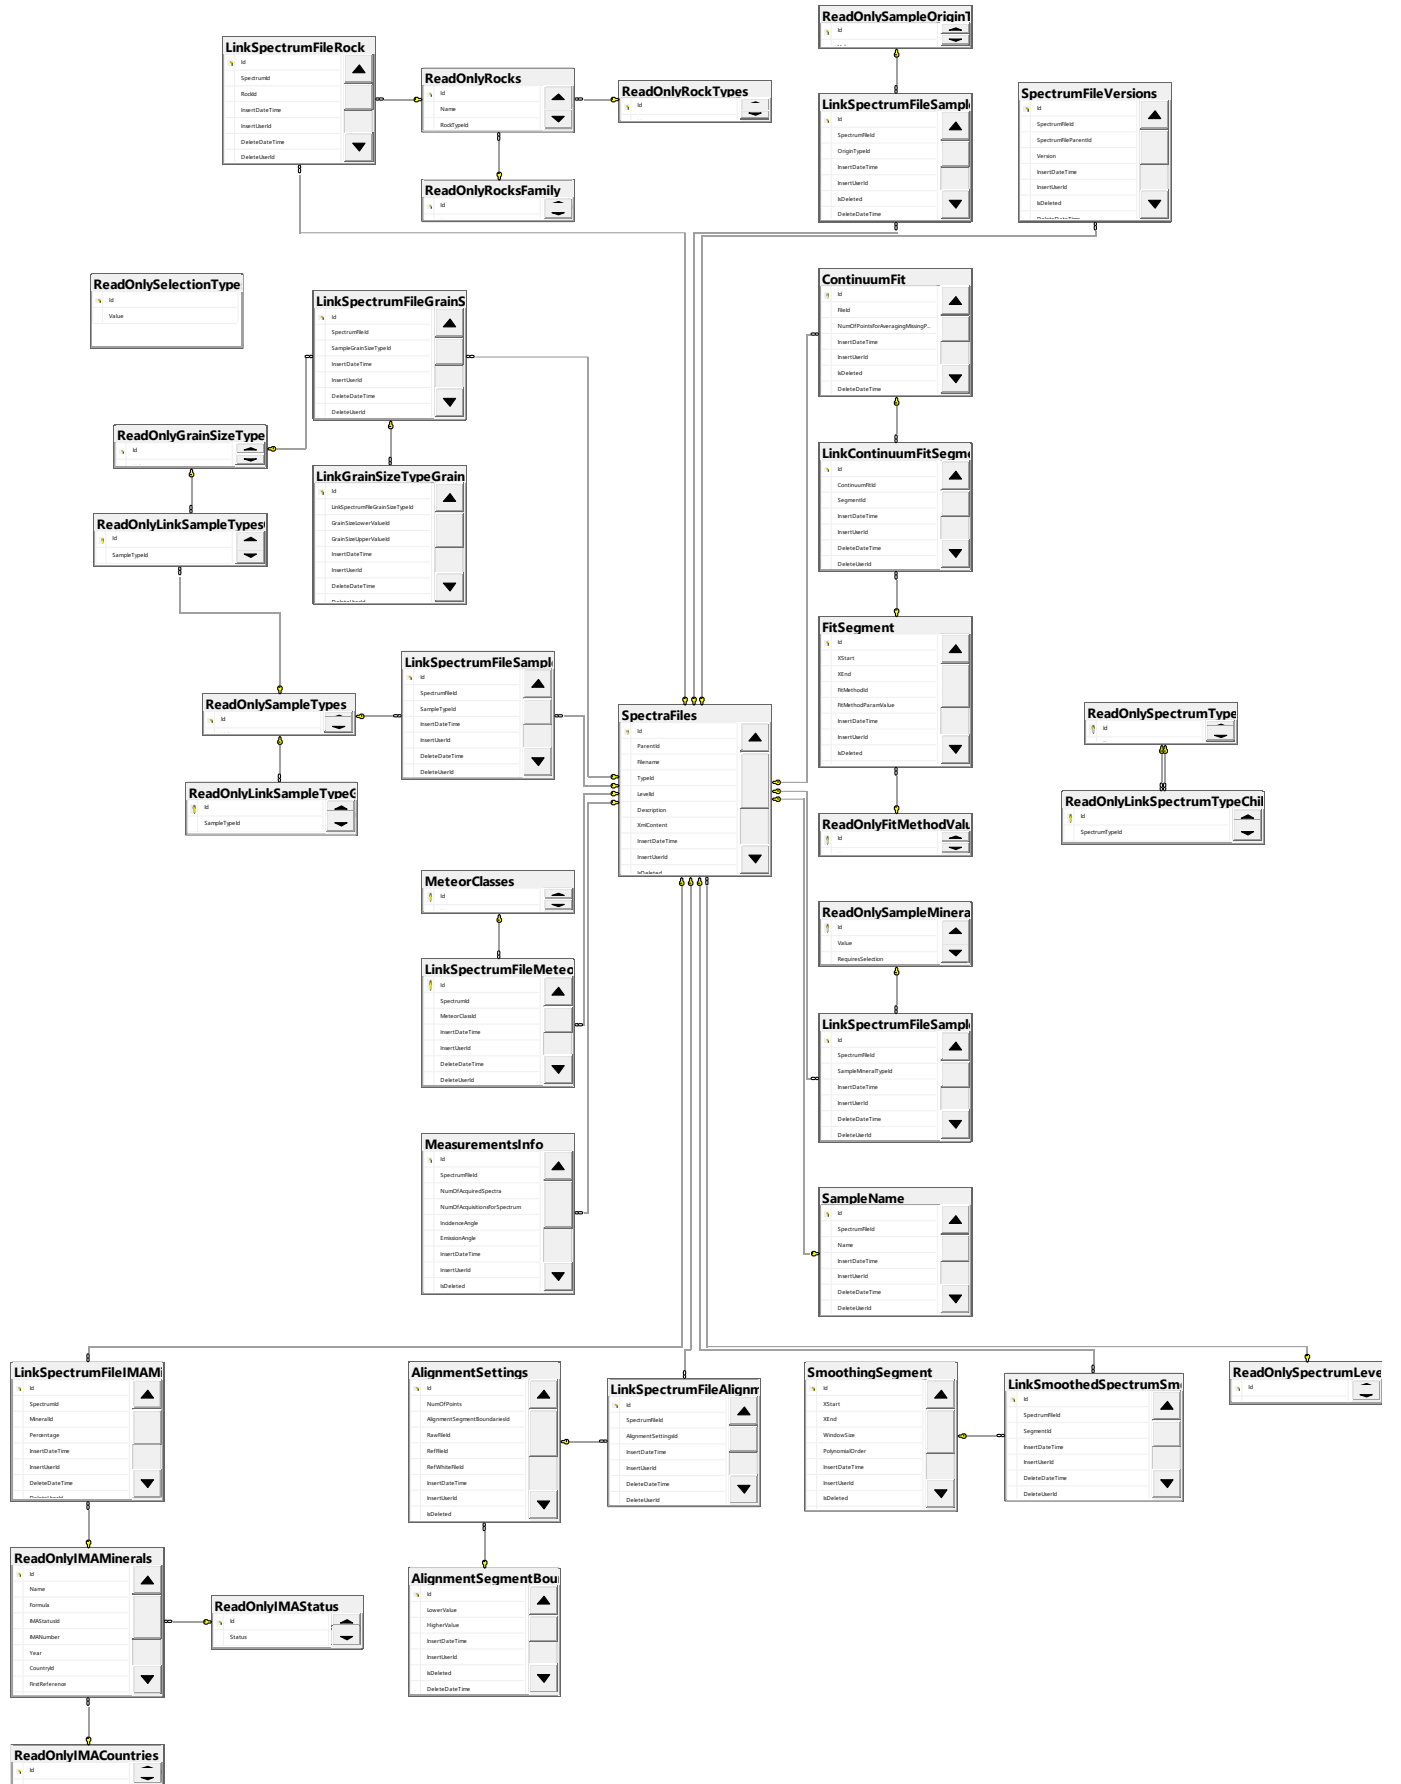 ReadOnlySampleOriginT
Id
LinkSpectrumFileRock
Id
SpectrumId
RockId
InsertDateTime
InsertUserId
DeleteDateTime
DeleteUserId
ReadOnlyRocks
Id
Name
RockTypeId
ReadOnlyRockTypes
Id
ReadOnlyRocksFamily
Id
LinkSpectrumFileSampl
Id
SpectrumFileId
OriginTypeId
InsertDateTime
InsertUserId
IsDeleted
DeleteDateTime
SpectrumFileVersions
Id
SpectrumFileId
SpectrumFileParentId
Version
InsertDateTime
InsertUserId
IsDeleted
DeleteDateTime
ReadOnlySelectionType
Id
Value
LinkSpectrumFileGrainS
Id
SpectrumFileId
SampleGrainSizeTypeId
InsertDateTime
InsertUserId
DeleteDateTime
DeleteUserId
ContinuumFit
Id
FileId
NumOfPointsForAveragingMissingP...
InsertDateTime
InsertUserId
IsDeleted
DeleteDateTime
ReadOnlyGrainSizeType
Id
LinkGrainSizeTypeGrain
Id
LinkSpectrumFileGrainSizeTypeId
GrainSizeLowerValueId
GrainSizeUpperValueId
InsertDateTime
InsertUserId
DeleteDateTime
DeleteUserId
LinkContinuumFitSegme
Id
ContinuumFitId
SegmentId
InsertDateTime
InsertUserId
DeleteDateTime
DeleteUserId
ReadOnlyLinkSampleTypes
Id
SampleTypeId
FitSegment
Id
XStart
XEnd
FitMethodId
FitMethodParamValue
InsertDateTime
InsertUserId
IsDeleted
LinkSpectrumFileSampl
Id
SpectrumFileId
SampleTypeId
InsertDateTime
InsertUserId
DeleteDateTime
DeleteUserId
ReadOnlySampleTypes
Id
SpectraFiles
Id
ParentId
Filename
TypeId
LevelId
Description
XmlContent
InsertDateTime
InsertUserId
IsDeleted
ReadOnlySpectrumType
Id
ReadOnlyLinkSampleTypeG
Id
SampleTypeId
ReadOnlyLinkSpectrumTypeChil
Id
SpectrumTypeId
ReadOnlyFitMethodValu
Id
MeteorClasses
Id
ReadOnlySampleMinera
Id
Value
RequiresSelection
LinkSpectrumFileMeteo
Id
SpectrumId
MeteorClassId
InsertDateTime
InsertUserId
DeleteDateTime
DeleteUserId
LinkSpectrumFileSampl
Id
SpectrumFileId
SampleMineralTypeId
InsertDateTime
InsertUserId
DeleteDateTime
DeleteUserId
MeasurementsInfo
Id
SpectrumFileId
NumOfAcquiredSpectra
NumOfAcquisitionsForSpectrum
IncidenceAngle
EmissionAngle
InsertDateTime
InsertUserId
IsDeleted
SampleName
Id
SpectrumFileId
Name
InsertDateTime
InsertUserId
DeleteDateTime
DeleteUserId
LinkSpectrumFileIMAMi
Id
SpectrumId
MineralId
Percentage
InsertDateTime
InsertUserId
DeleteDateTime
DeleteUserId
AlignmentSettings
Id
NumOfPoints
AlignmentSegmentBoundariesId
RawFileId
RefFileId
RefWhiteFileId
InsertDateTime
InsertUserId
IsDeleted
LinkSpectrumFileAlignm
Id
SpectrumFileId
AlignmentSettingsId
InsertDateTime
InsertUserId
DeleteDateTime
DeleteUserId
SmoothingSegment
Id
XStart
XEnd
WindowSize
PolynomialOrder
InsertDateTime
InsertUserId
IsDeleted
LinkSmoothedSpectrumSm
Id
SpectrumFileId
SegmentId
InsertDateTime
InsertUserId
DeleteDateTime
DeleteUserId
ReadOnlySpectrumLeve
Id
ReadOnlyIMAMinerals
Id
Name
Formula
IMAStatusId
IMANumber
Year
CountryId
FirstReference
ReadOnlyIMAStatus
Id
Status
AlignmentSegmentBou
Id
LowerValue
HigherValue
InsertDateTime
InsertUserId
IsDeleted
DeleteDateTime
ReadOnlyIMACountries
Id